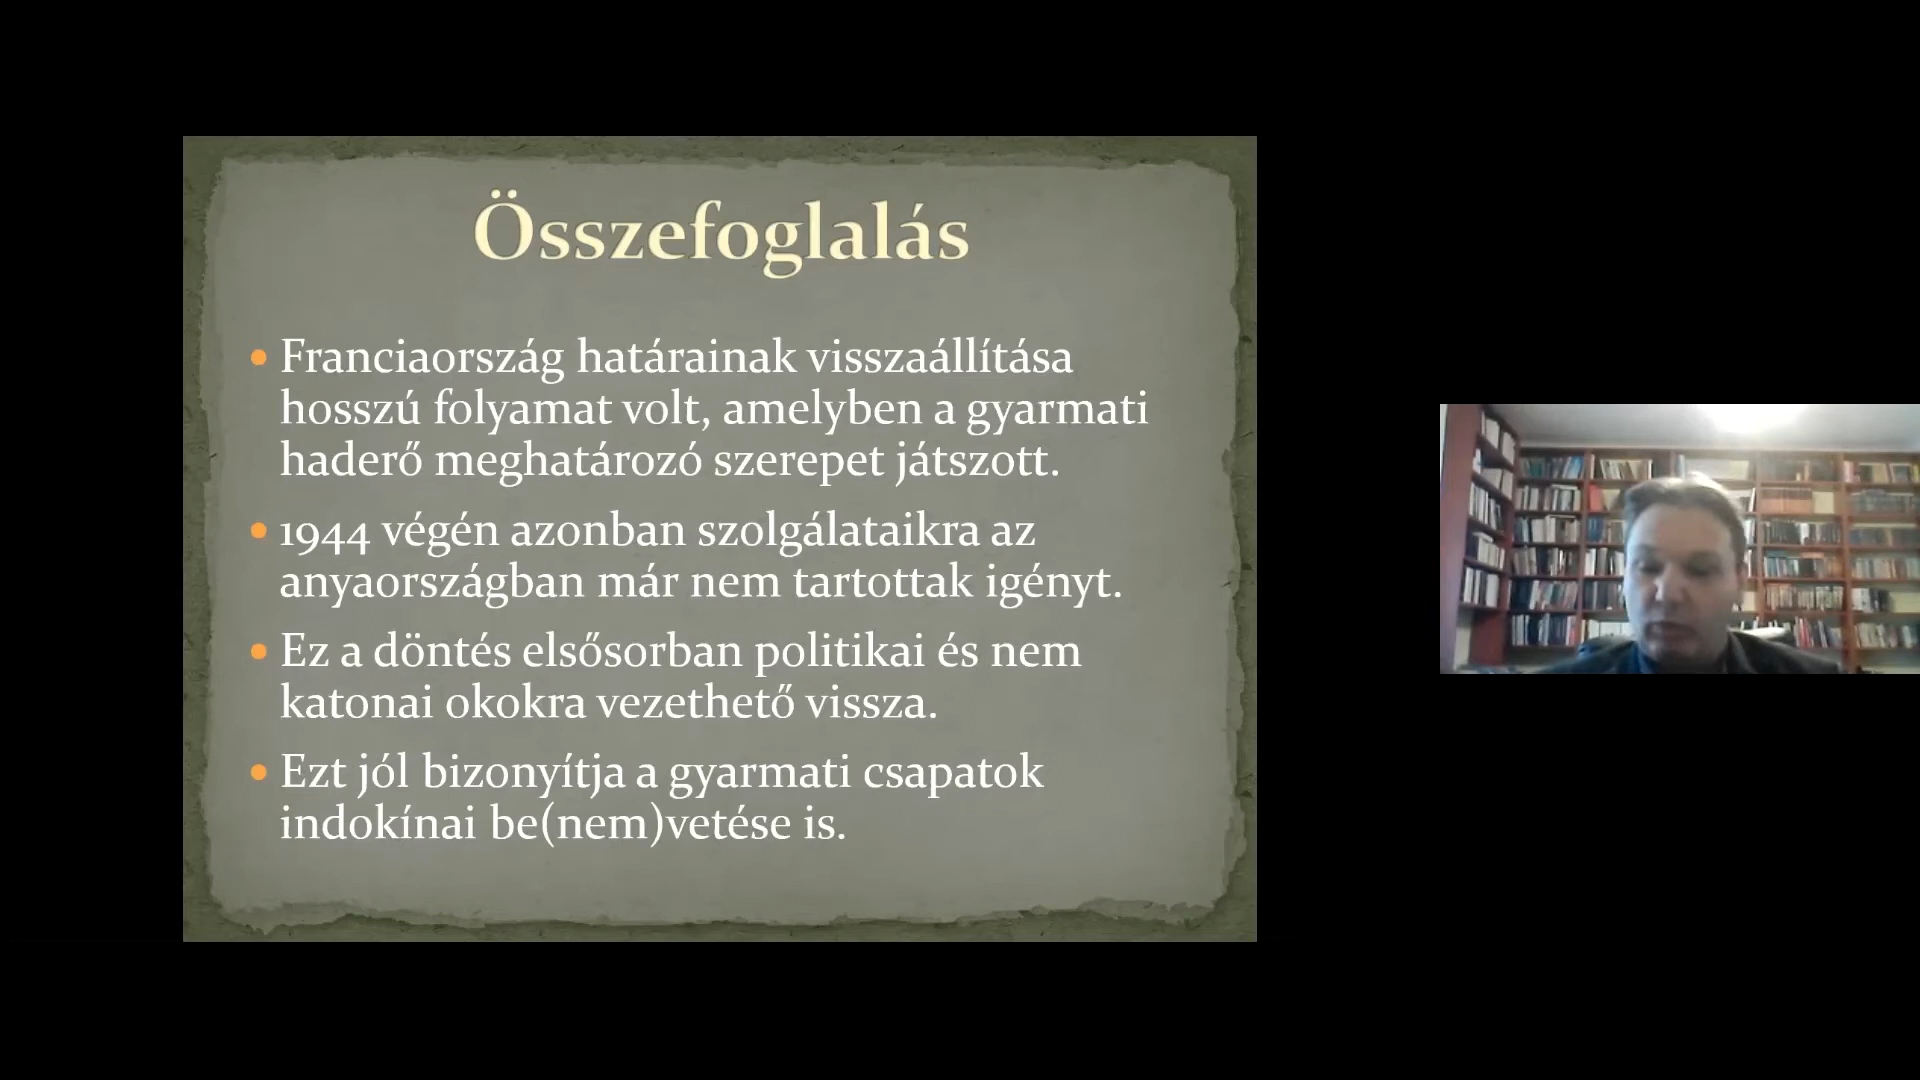 Összefoglalás
Franciaország határainak visszaállítása
hosszú folyamat volt, amelyben a gyarmati
haderő meghatározó szerepet játszott.
1944 végén azonban szolgálataikra az
anyaországban már nem tartottak igényt.
Ez a döntés elsősorban politikai és nem
katonai okokra vezethető vissza.
Ezt jól bizonyítja a gyarmati csapatok
indokínai be(nem)vetése is.